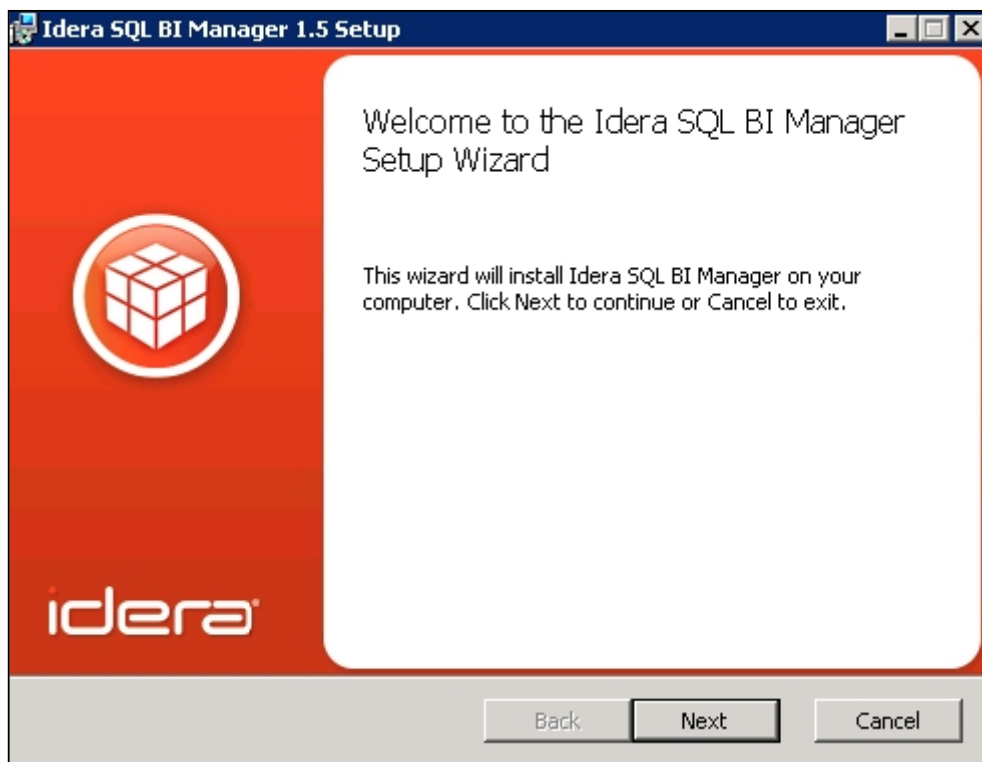 Idera SQL BI Manager 1.5 Setup
Welcome to the Idera SQL BI Manager
Setup Wizard
This wizard will install Idera SQL BI Manager on your
computer. Click Next to continue or Cancel to exit.
idera
Back
Next
Cancel